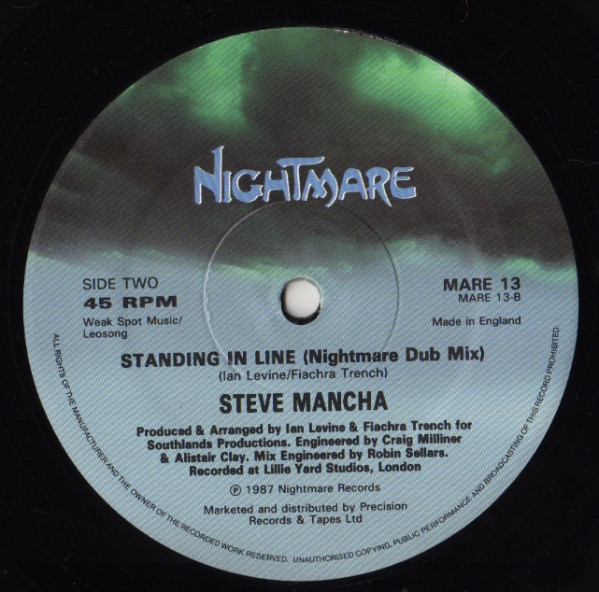 NIGHTMARE
SIDE TWO
45 RPM
Weak Spot Music/
Leosong
MARE 13
MARE 13-B
Made in England
STANDING IN LINE (Nightmare Dub Mix)
(Ian Levine/Fiachra Trench)
STEVE MANCHA
Produced & Arranged by Ian Levine & Fiachra Trench for
Southlands Productions. Engineered by Craig Milliner
& Alistair Clay. Mix Engineered by Robin Sellars.
Recorded at Lillie Yard Studios, London
℗ 1987 Nightmare Records
Marketed and distributed by Precision
Records & Tapes Ltd
ALL RIGHTS OF THE MANUFACTURER AND THE OWNER OF THE RECORDED WORK RESERVED. UNAUTHORISED COPYING, PUBLIC PERFORMANCE AND BROADCASTING OF THIS RECORD PROHIBITED.